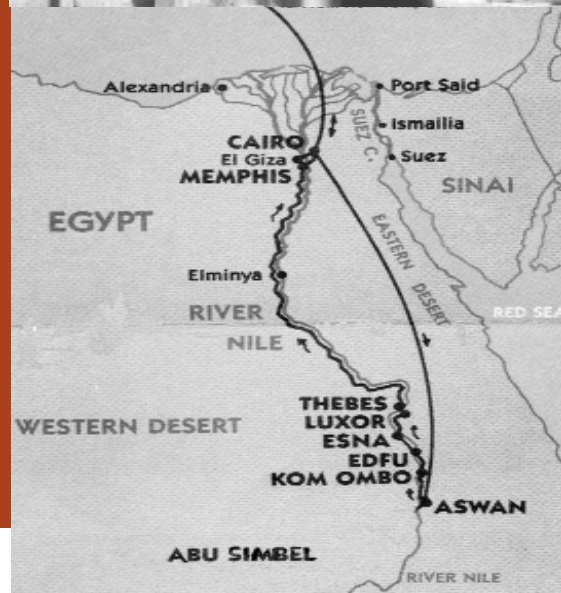 Alexandria
Port Said
Ismailia
SUEZ C.
CAIRO
El Giza
Suez
MEMPHIS
SINAI
EGYPT
EASTERN DESERT
Elminya
RIVER
NILE
RED SEA
THEBES
LUXOR
WESTERN DESERT
ESNA
EDFU
KOM OMBO
ASWAN
ABU SIMBEL
RIVER NILE